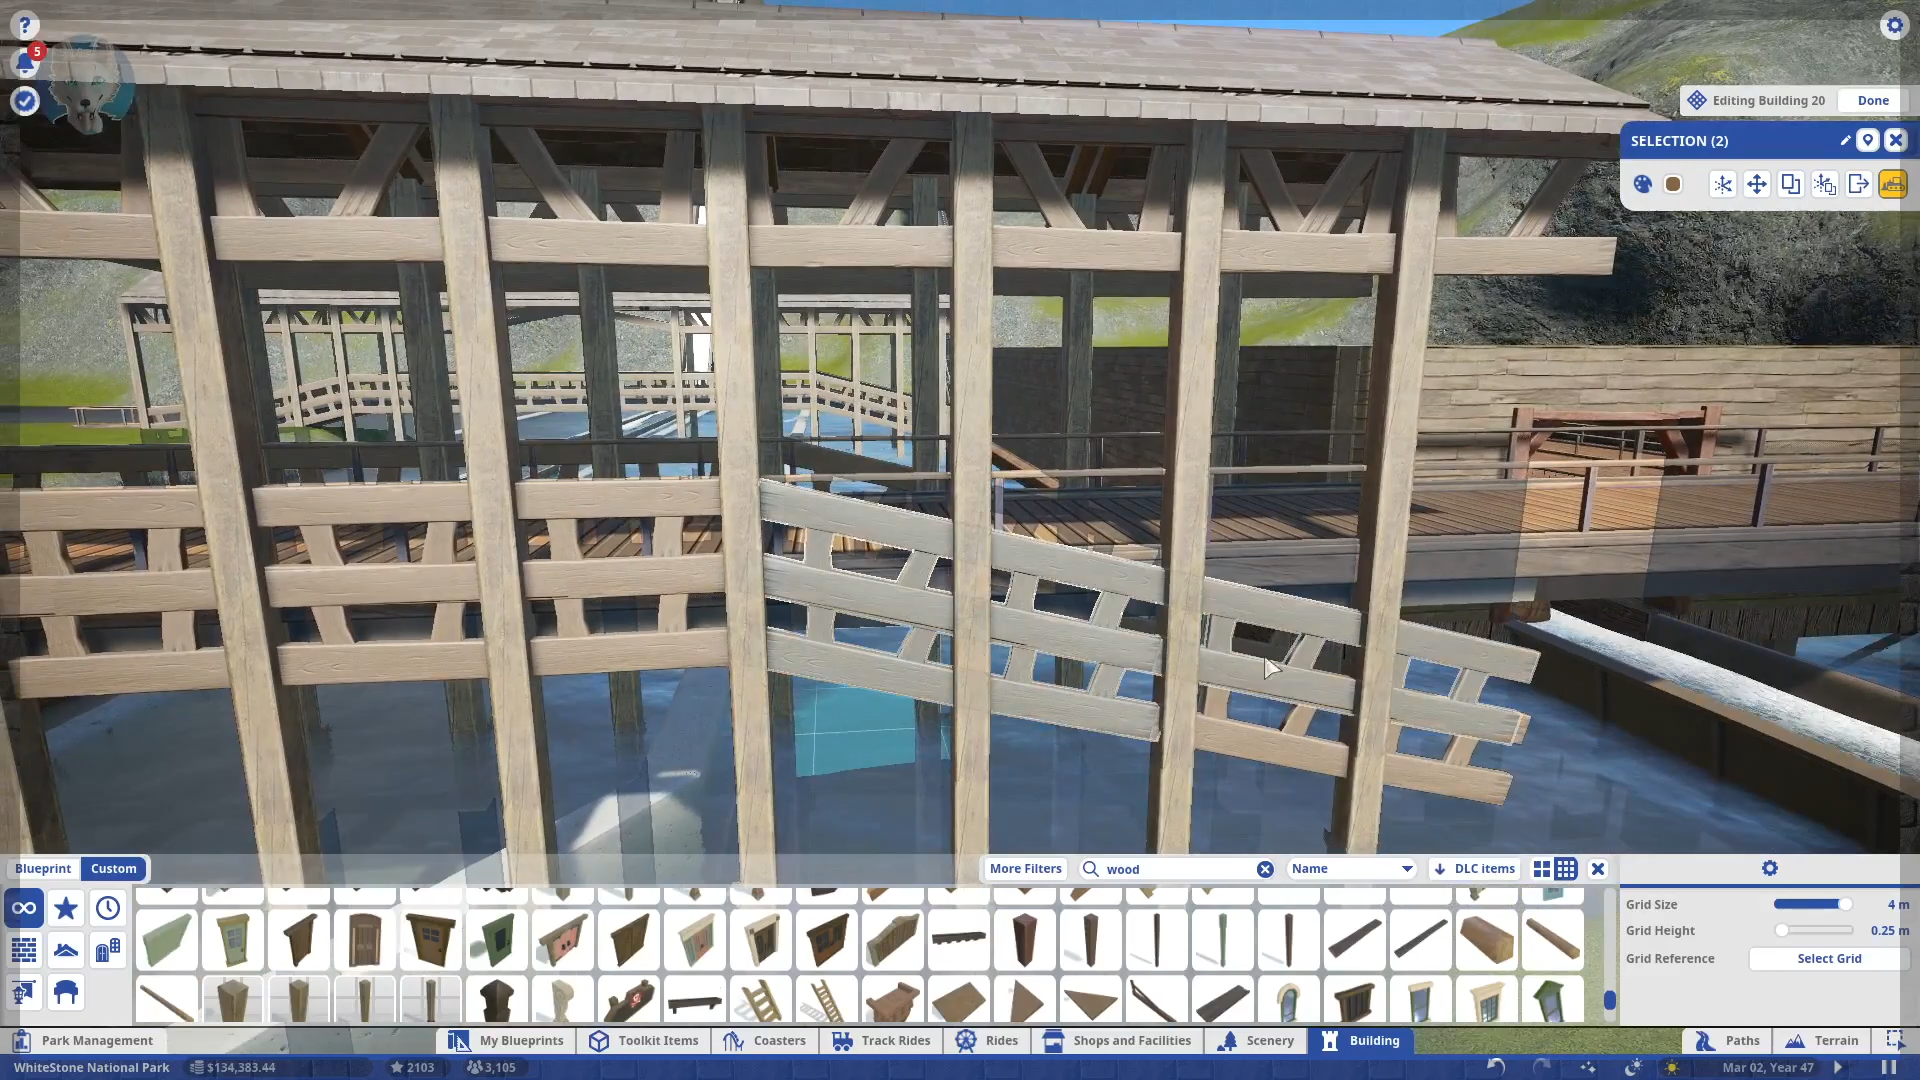 ?
5
Editing Building 20 Done
SELECTION (2)
Blueprint Custom
More Filters wood Name DLC items
Grid Size 4 m
Grid Height 0.25 m
Grid Reference Select Grid
Park Management My Blueprints Toolkit Items Coasters Track Rides Rides Shops and Facilities Scenery Building Paths Terrain
WhiteStone National Park $134,383.44 2103 3,105 Mar 02, Year 47